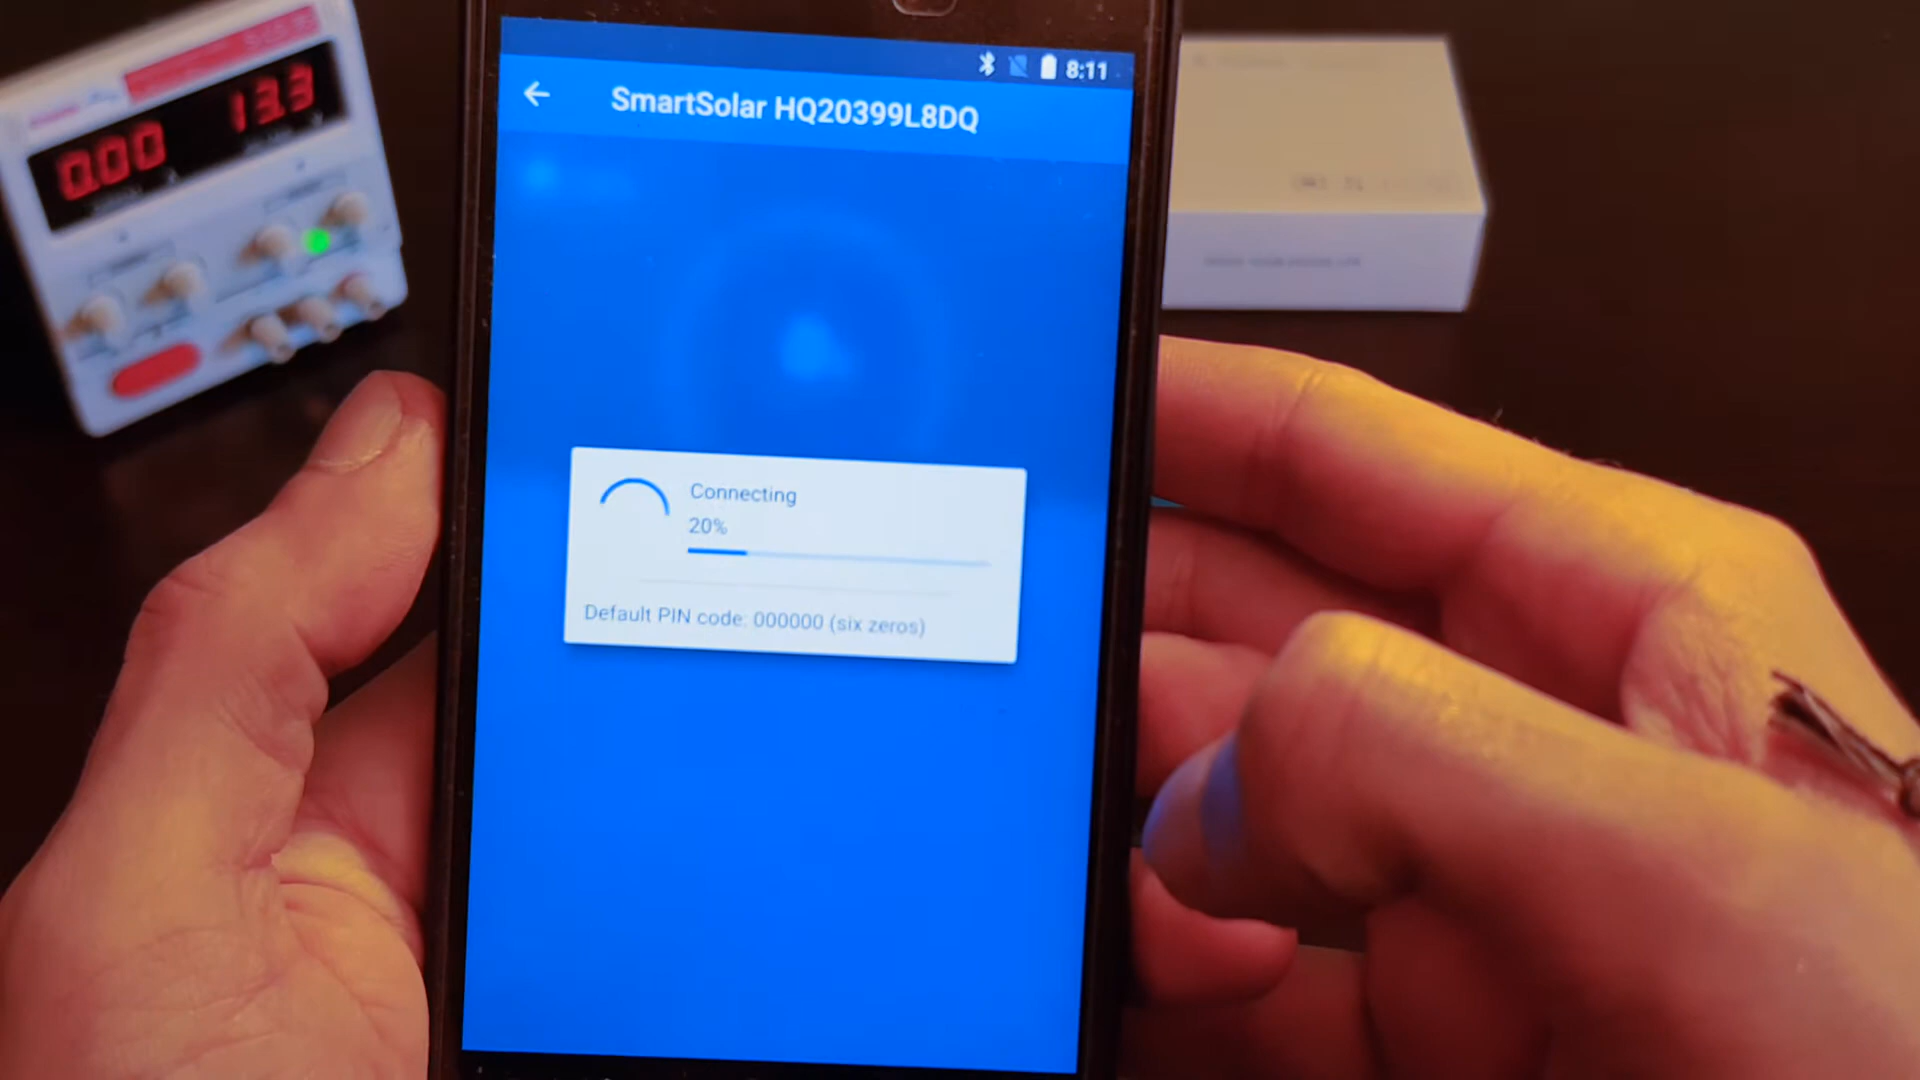 0.00 13.3
8:11
SmartSolar HQ20399L8DQ
Connecting
20%
Default PIN code: 000000 (six zeros)